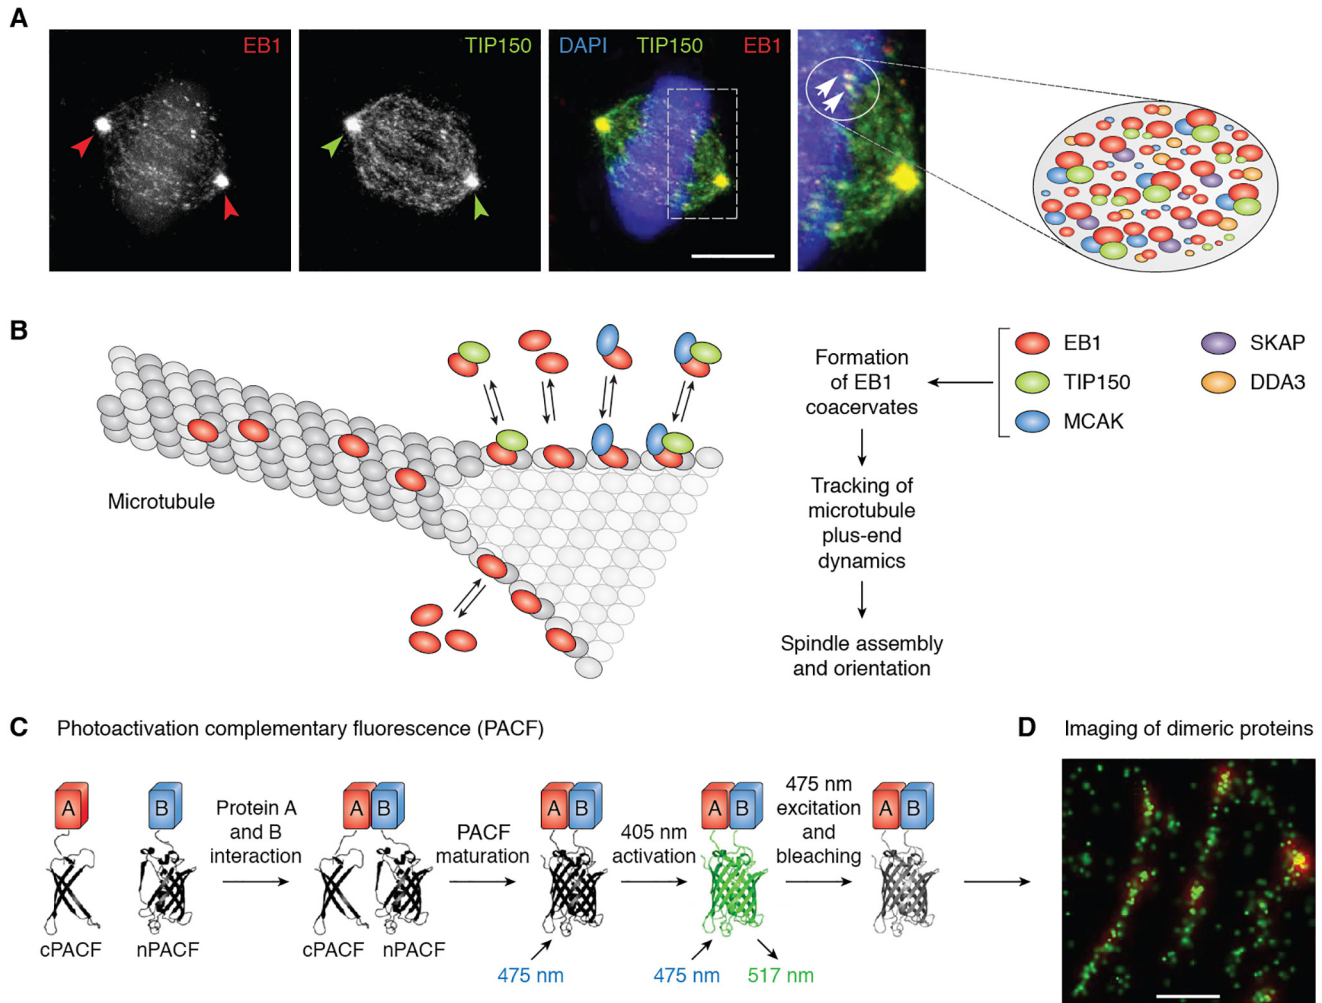 A
EB1
TIP150
DAPI TIP150 EB1
B
Microtubule
Formation
of EB1
coacervates
Tracking of
microtubule
plus-end
dynamics
Spindle assembly
and orientation
EB1
TIP150
MCAK
SKAP
DDA3
C Photoactivation complementary fluorescence (PACF)
A
cPACF
B
nPACF
Protein A
and B
interaction
A B
cPACF nPACF
PACF
maturation
A B
475 nm
405 nm
activation
A B
475 nm 517 nm
475 nm
excitation
and
bleaching
A B
D Imaging of dimeric proteins